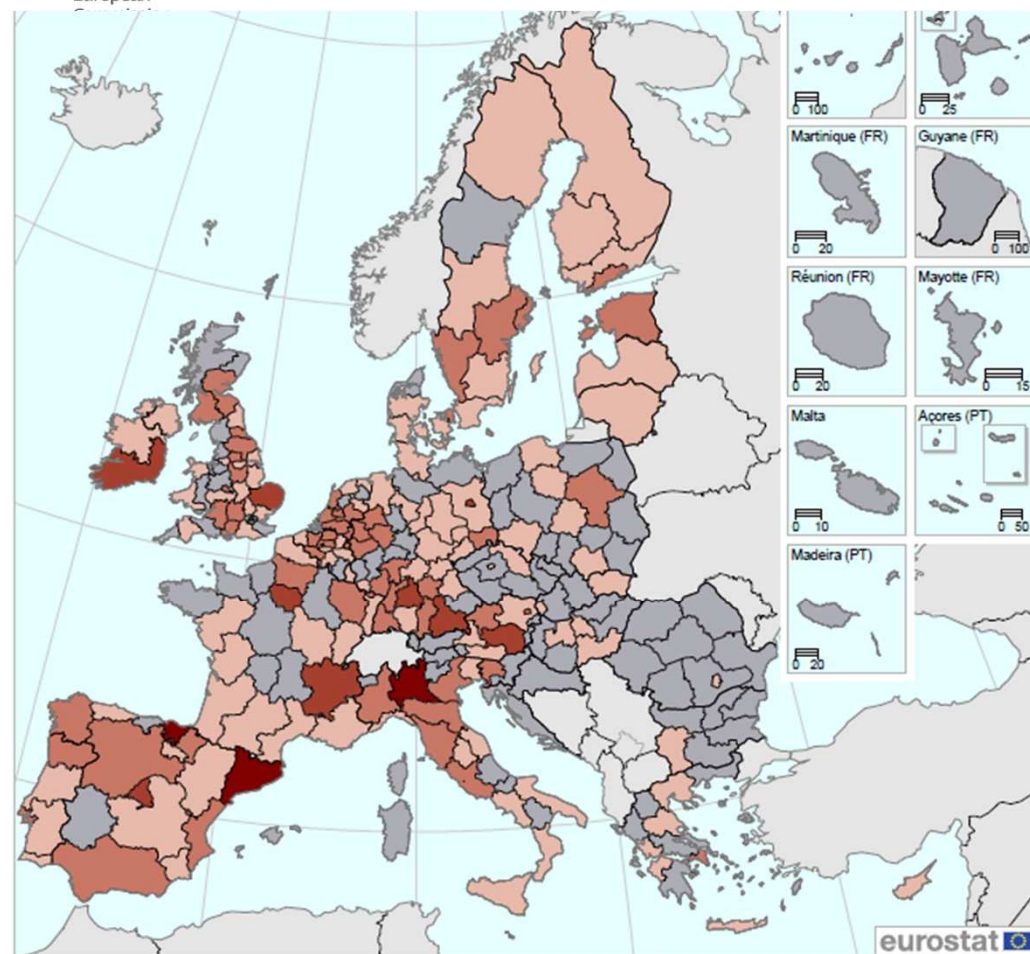 European
0 100
0 25
Martinique (FR)
0 20
Guyane (FR)
0 100
Réunion (FR)
0 20
Mayotte (FR)
0 15
Malta
0 10
Açores (PT)
0 50
Madeira (PT)
0 20
eurostat